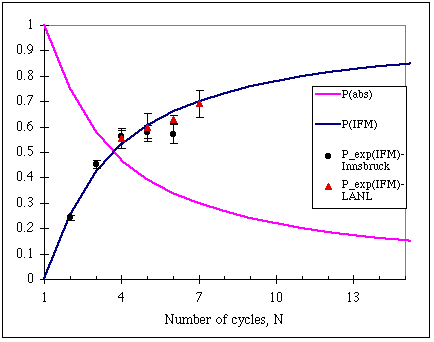 1
0.9
0.8
0.7
0.6
0.5
0.4
0.3
0.2
0.1
0
1
4
7
10
13
Number of cycles, N
P(abs)
P(IFM)
P_exp(IFM)-
Innsbruck
P_exp(IFM)-
LANL